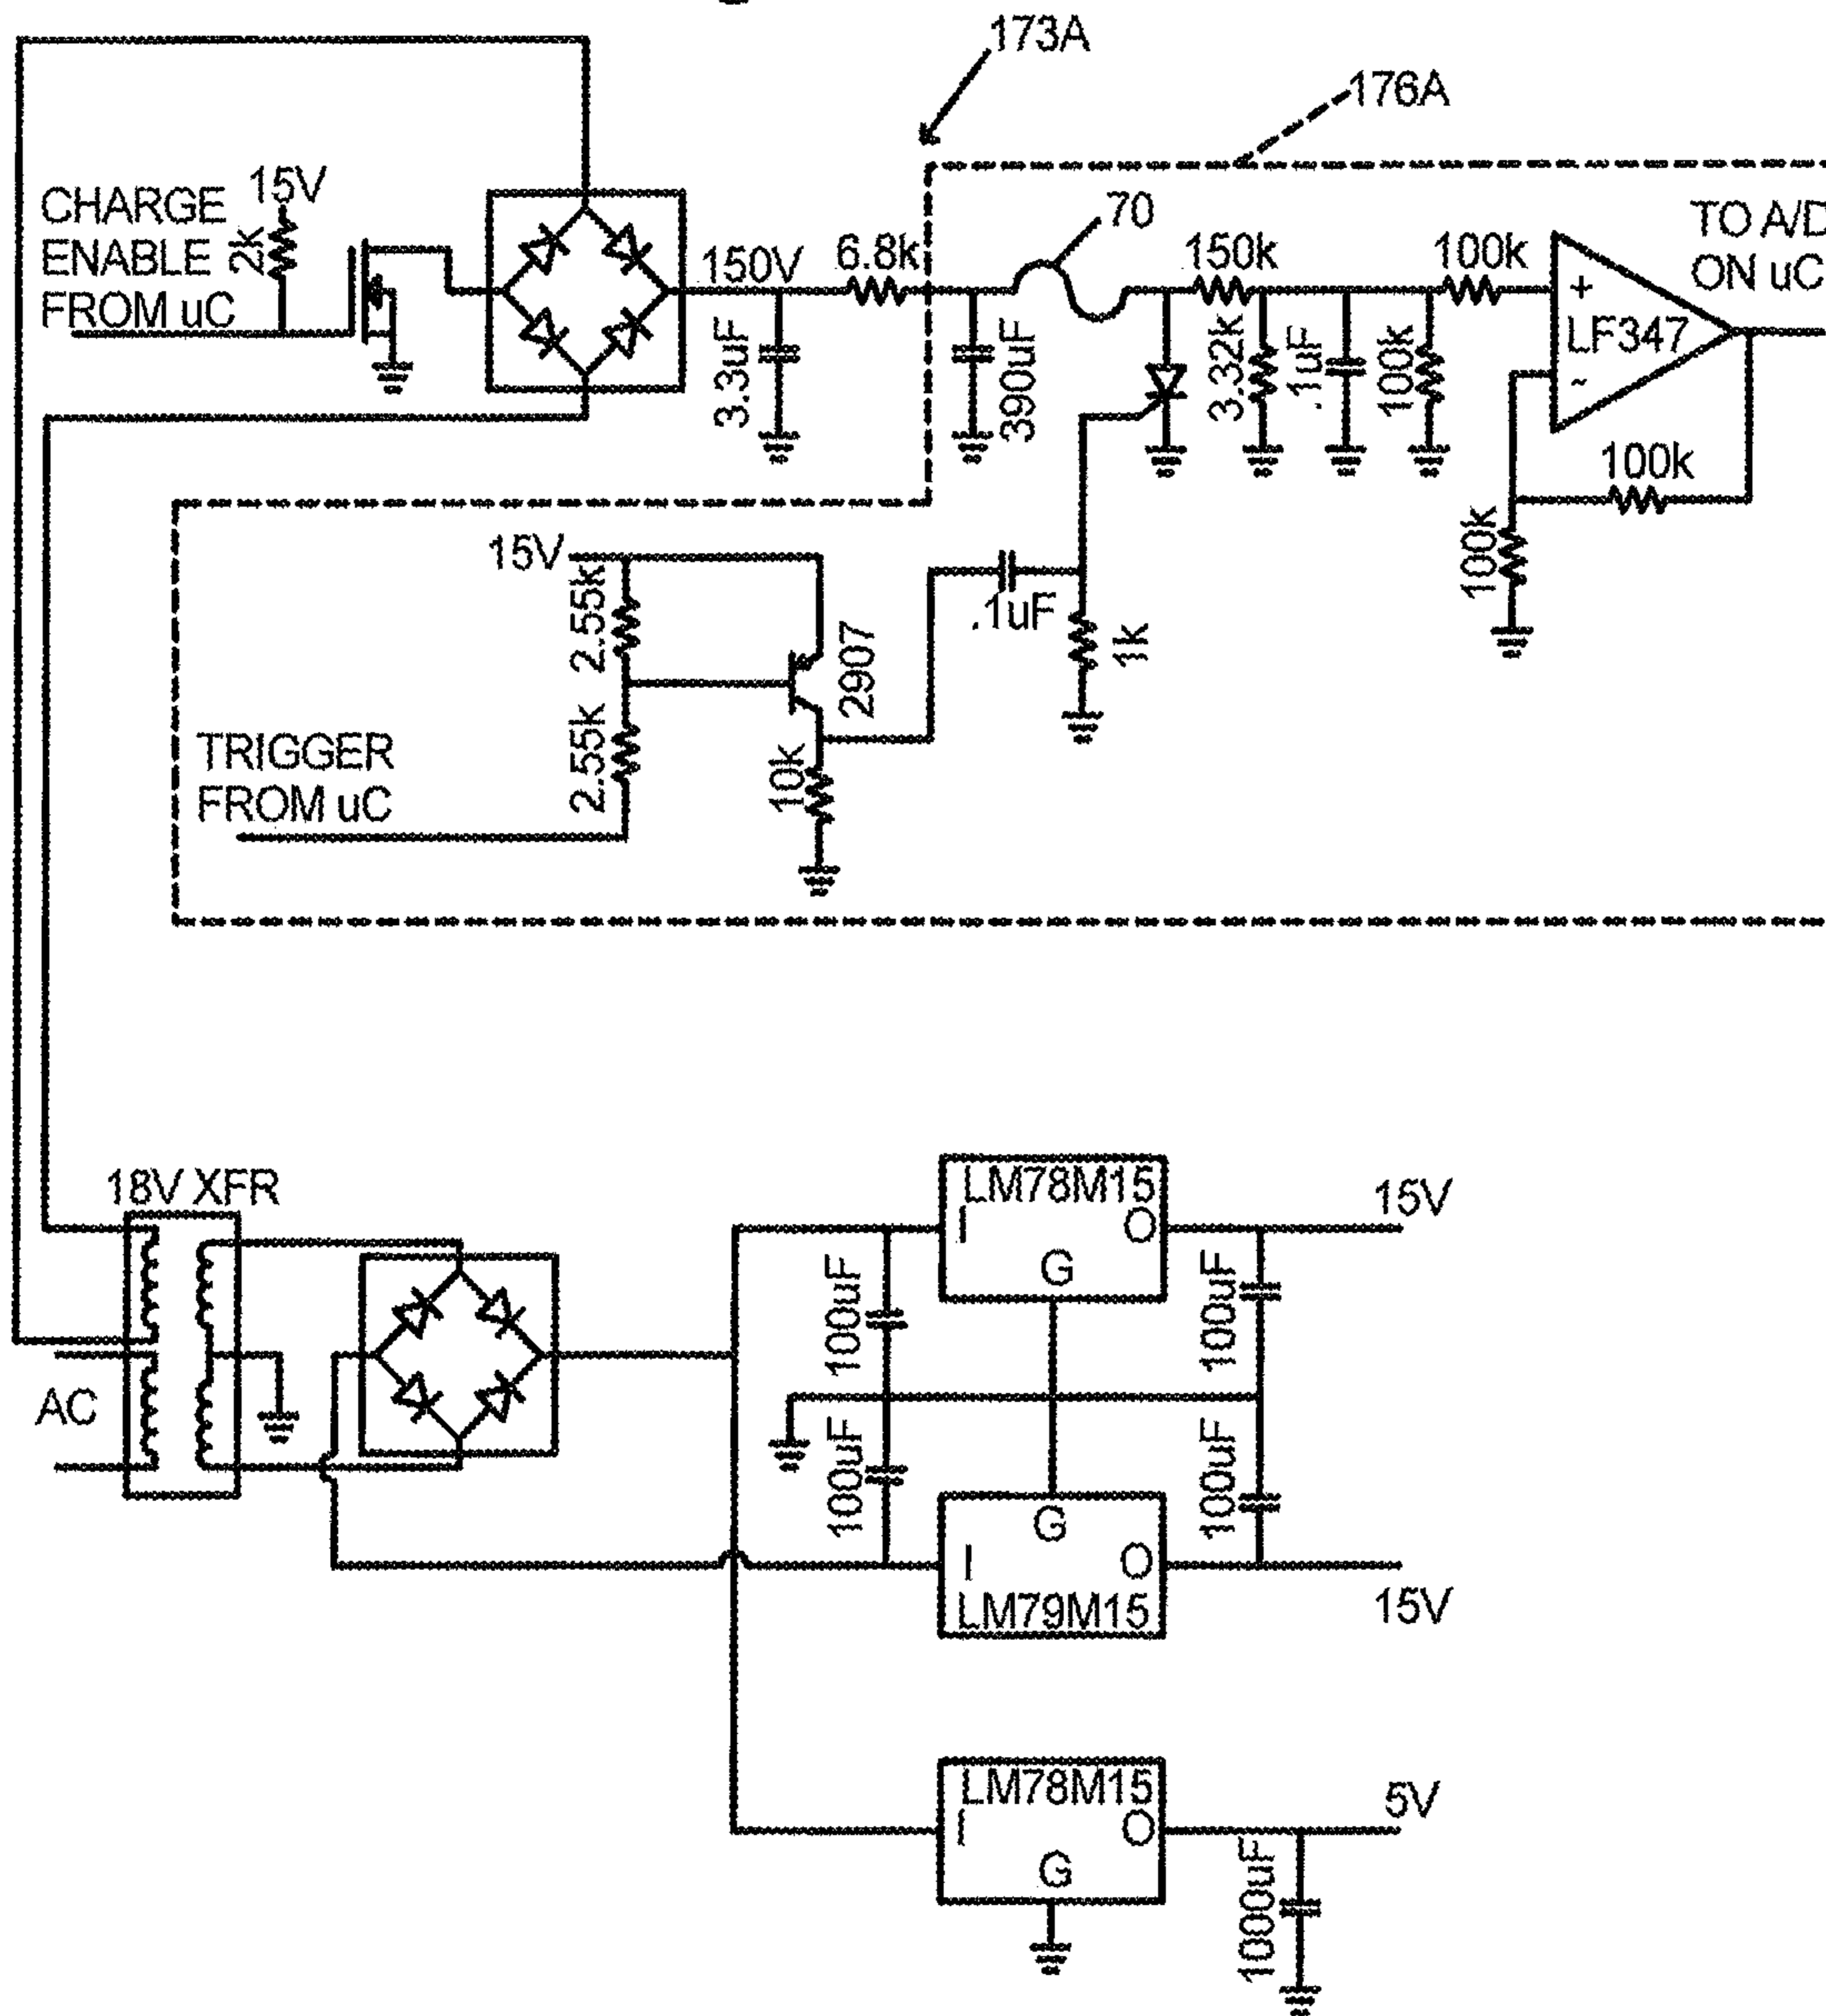 173A
176A
CHARGE
ENABLE
FROM uC
15V
2k
150V
6.8k
70
150k
100k
TO A/D
ON uC
+
LF347
-
3.3uF
390uF
3.32k
.1uF
100k
100k
100k
15V
2.55k
2.55k
2907
10k
.1uF
1k
TRIGGER
FROM uC
18V XFR
AC
LM78M15
I
O
G
15V
100uF
100uF
100uF
100uF
G
I
O
LM79M15
15V
LM78M15
I
O
G
5V
1000uF